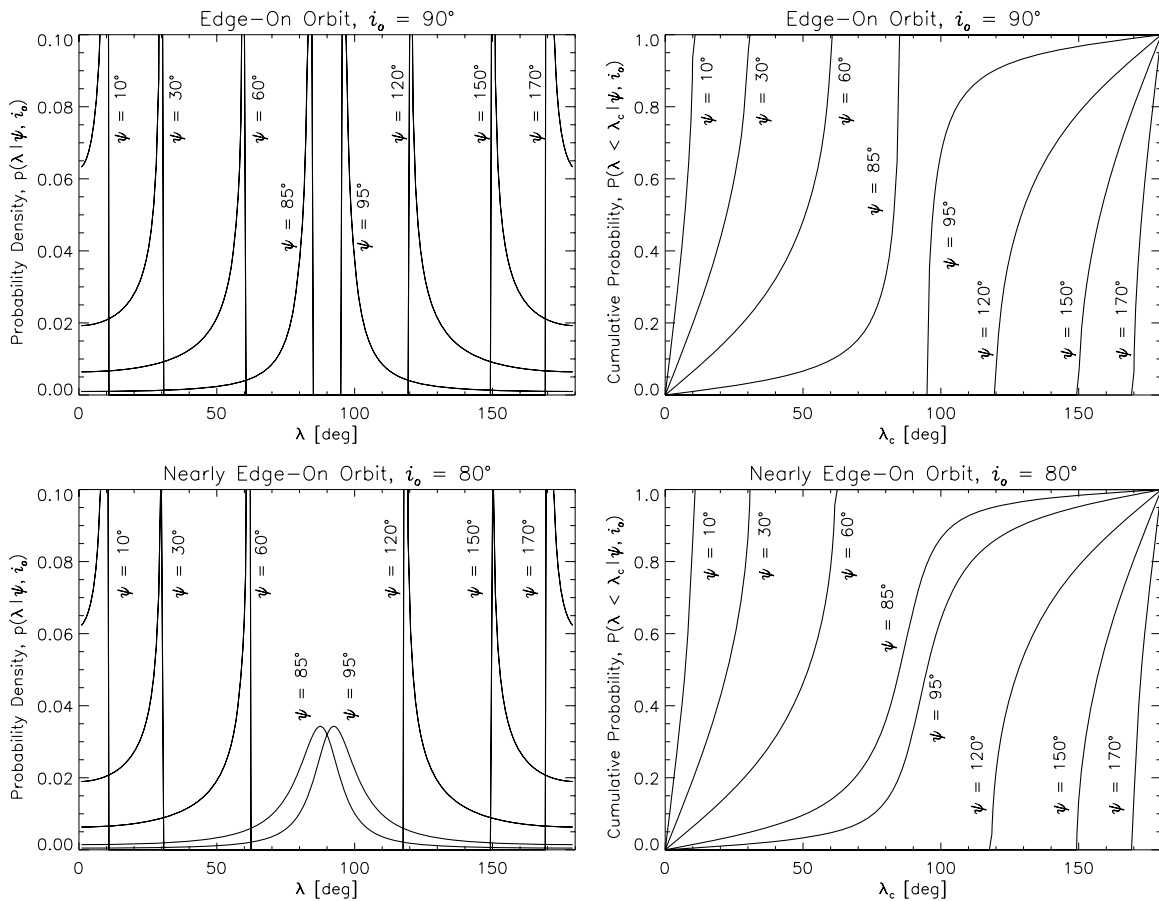 Edge-On Orbit, i_o = 90°
Probability Density, p(λ | ψ, i_o)
0.10
0.08
0.06
0.04
0.02
0.00
ψ = 10°
ψ = 30°
ψ = 60°
ψ = 85°
ψ = 95°
ψ = 120°
ψ = 150°
ψ = 170°
0
50
100
150
λ [deg]
Edge-On Orbit, i_o = 90°
Cumulative Probability, P(λ < λ_c | ψ, i_o)
1.0
0.8
0.6
0.4
0.2
0.0
ψ = 10°
ψ = 30°
ψ = 60°
ψ = 85°
ψ = 95°
ψ = 120°
ψ = 150°
ψ = 170°
0
50
100
150
λ_c [deg]
Nearly Edge-On Orbit, i_o = 80°
Probability Density, p(λ | ψ, i_o)
0.10
0.08
0.06
0.04
0.02
0.00
ψ = 10°
ψ = 30°
ψ = 60°
ψ = 85°
ψ = 95°
ψ = 120°
ψ = 150°
ψ = 170°
0
50
100
150
λ [deg]
Nearly Edge-On Orbit, i_o = 80°
Cumulative Probability, P(λ < λ_c | ψ, i_o)
1.0
0.8
0.6
0.4
0.2
0.0
ψ = 10°
ψ = 30°
ψ = 60°
ψ = 85°
ψ = 95°
ψ = 120°
ψ = 150°
ψ = 170°
0
50
100
150
λ_c [deg]